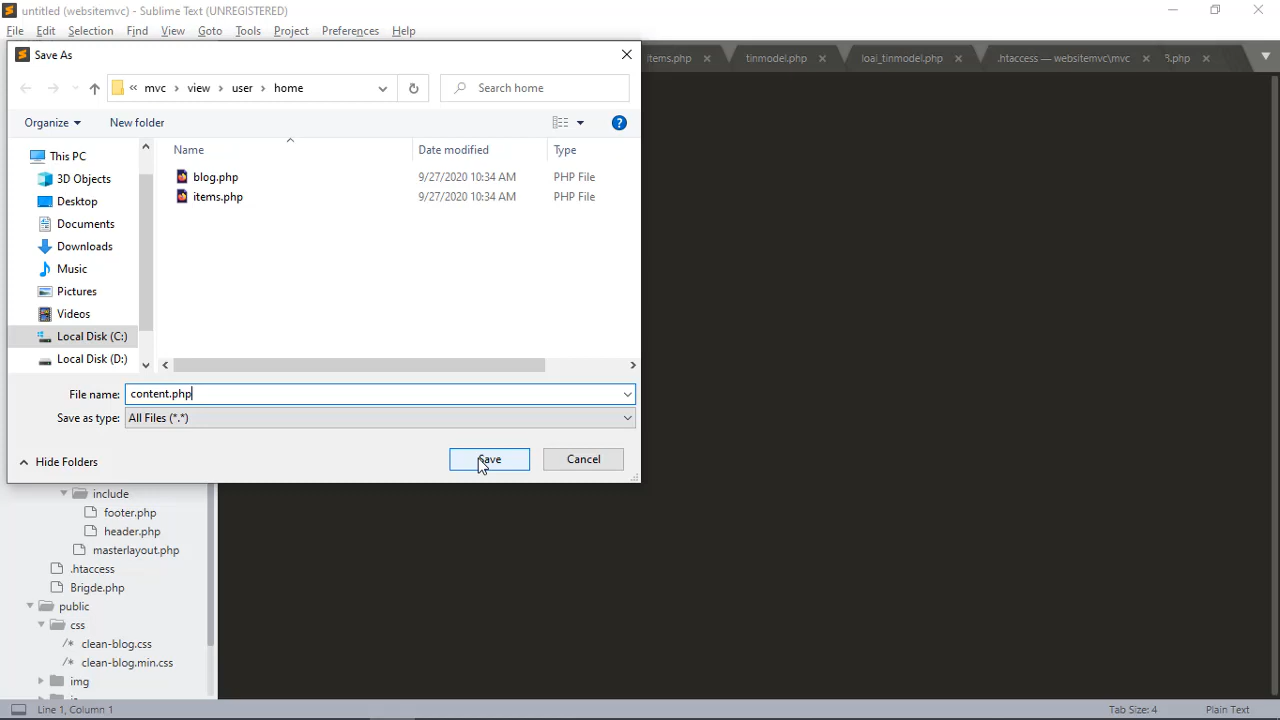 untitled (websitemvc) - Sublime Text (UNREGISTERED)
File Edit Selection Find View Goto Tools Project Preferences Help
Save As
items.php tinmodel.php loai_tinmodel.php .htaccess — websitemvc\mvc 3.php
« mvc › view › user › home
Search home
Organize New folder
Name Date modified Type
This PC
3D Objects
Desktop
Documents
Downloads
Music
Pictures
Videos
Local Disk (C:)
Local Disk (D:)
blog.php 9/27/2020 10:34 AM PHP File
items.php 9/27/2020 10:34 AM PHP File
File name: content.php
Save as type: All Files (*.*)
Hide Folders
Save Cancel
include
footer.php
header.php
masterlayout.php
.htaccess
Brigde.php
public
css
/* clean-blog.css
/* clean-blog.min.css
img
Line 1, Column 1 Tab Size: 4 Plain Text